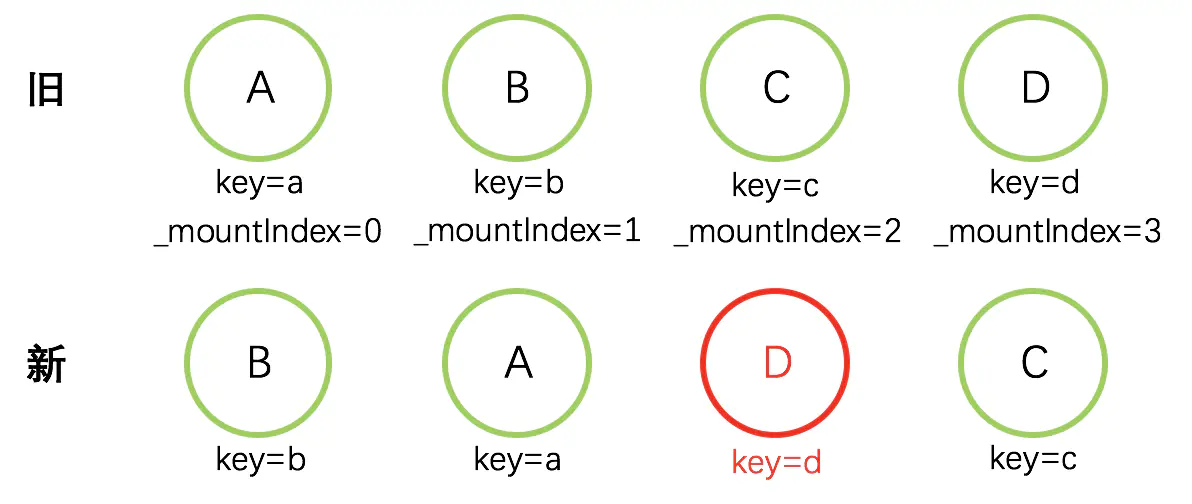 旧 A B C D
key=a key=b key=c key=d
_mountIndex=0 _mountIndex=1 _mountIndex=2 _mountIndex=3
新 B A D C
key=b key=a key=d key=c